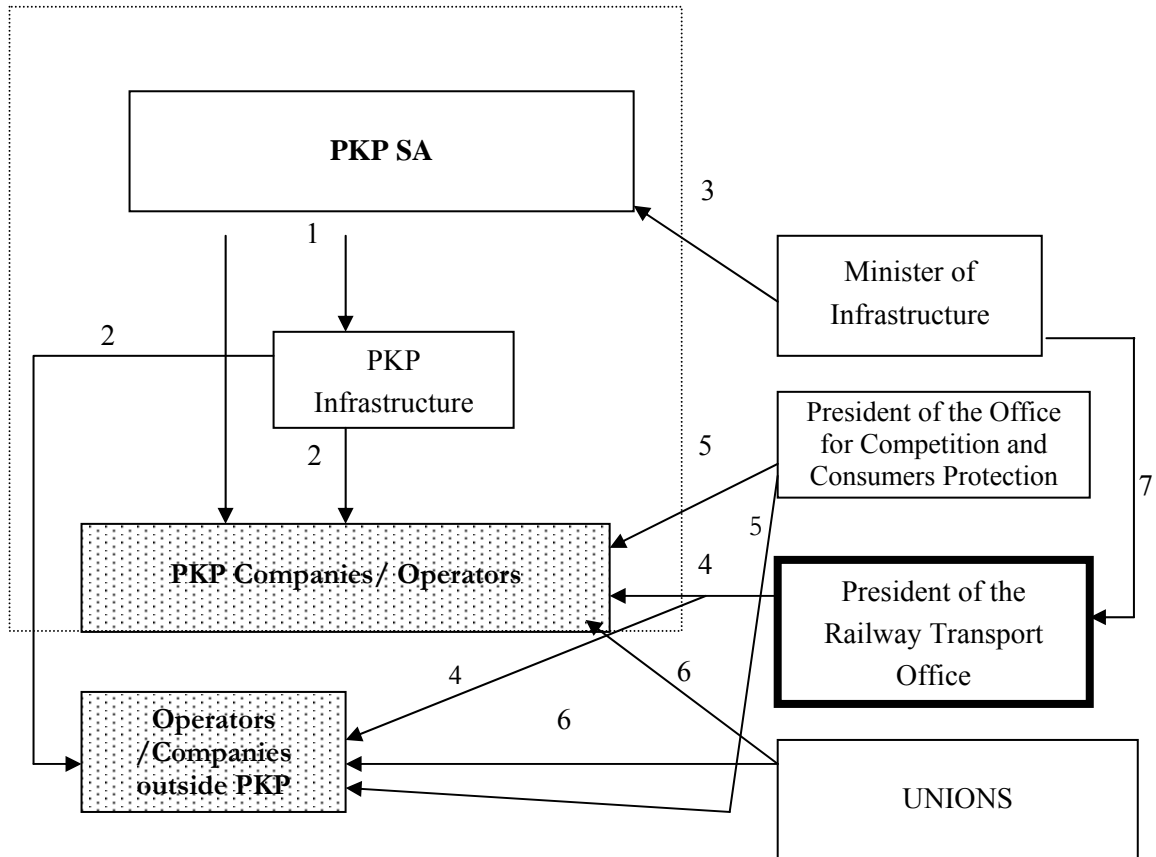 PKP SA
3
1
Minister of
Infrastructure
2
PKP
Infrastructure
President of the Office
for Competition and
Consumers Protection
2
5
7
5
PKP Companies/ Operators
4
President of the
Railway Transport
Office
4
6
Operators
/Companies
outside PKP
6
UNIONS